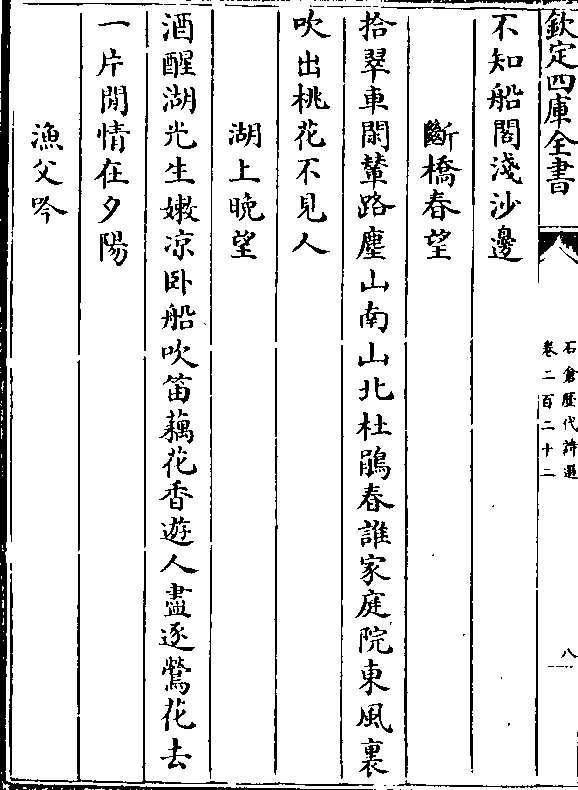 欽定四庫全書
石倉歴代詩選
卷二百二十二
八
不知船閣淺沙邊
斷橋春望
拾翠車閑輦路塵山南山北杜鵑春誰家庭院東風裏
吹出桃花不見人
湖上晚望
酒醒湖光生嫩凉卧船吹笛藕花香遊人盡逐鶯花去
一片閒情在夕陽
漁父吟